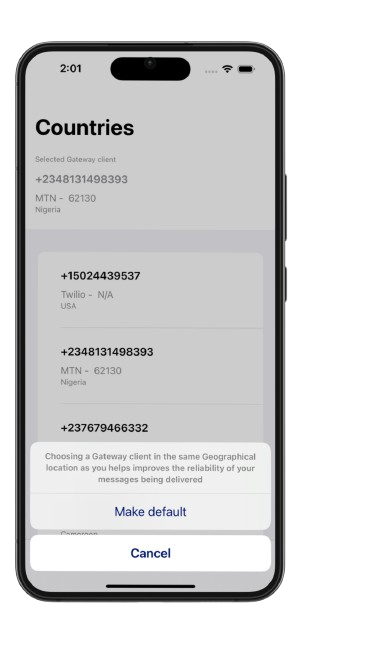 2:01
Countries
Selected Gateway client
+2348131498393
MTN - 62130
Nigeria
+15024439537
Twilio - N/A
USA
+2348131498393
MTN - 62130
Nigeria
+237679466332
Choosing a Gateway client in the same Geographical
location as you helps improves the reliability of your
messages being delivered
Make default
Cancel